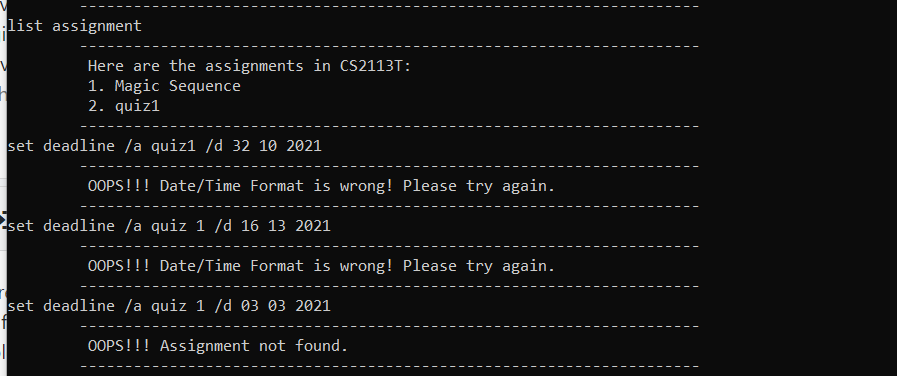 ---------------------------------------------------------------------
list assignment
---------------------------------------------------------------------
Here are the assignments in CS2113T:
1. Magic Sequence
2. quiz1
---------------------------------------------------------------------
set deadline /a quiz1 /d 32 10 2021
---------------------------------------------------------------------
OOPS!!! Date/Time Format is wrong! Please try again.
---------------------------------------------------------------------
set deadline /a quiz 1 /d 16 13 2021
---------------------------------------------------------------------
OOPS!!! Date/Time Format is wrong! Please try again.
---------------------------------------------------------------------
set deadline /a quiz 1 /d 03 03 2021
---------------------------------------------------------------------
OOPS!!! Assignment not found.
---------------------------------------------------------------------